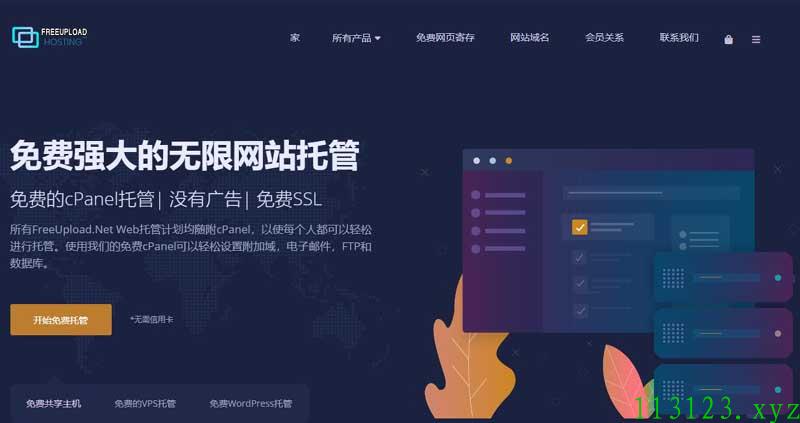 FREEUPLOAD
HOSTING
家 所有产品 免费网页寄存 网站域名 会员关系 联系我们
免费强大的无限网站托管
免费的cPanel托管| 没有广告| 免费SSL
所有FreeUpload.Net Web托管计划均随附cPanel，以使每个人都可以轻松
进行托管。使用我们的免费cPanel可以轻松设置附加域，电子邮件，FTP和
数据库。
开始免费托管 *无需信用卡
免费共享主机 免费的VPS托管 免费WordPress托管
113123.xyz